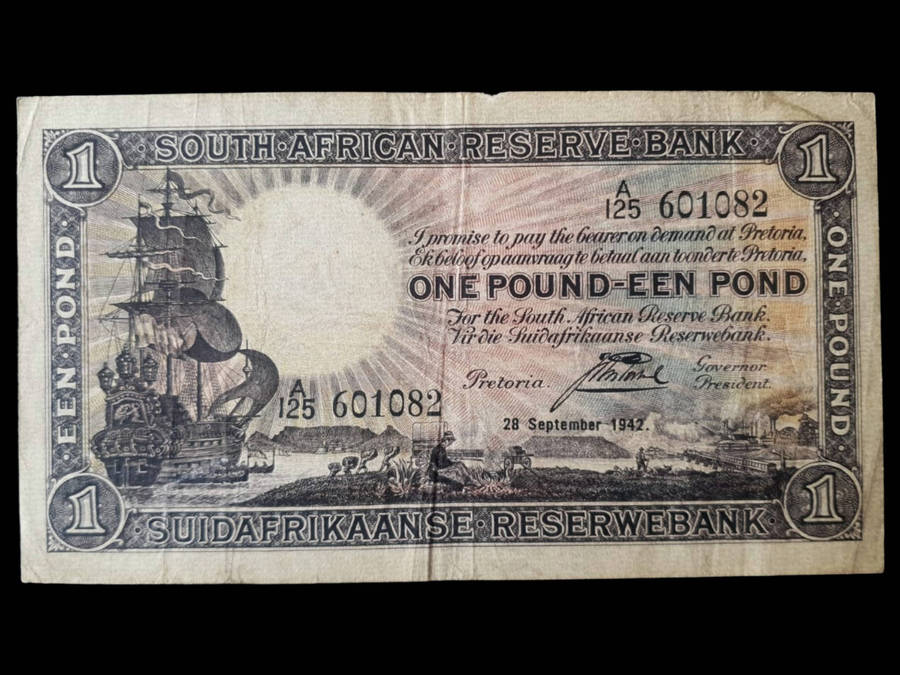 1 SOUTH·AFRICAN·RESERVE·BANK 1
A
125 601082
I promise to pay the bearer on demand at Pretoria,
Ek beloof op aanvraag te betaal aan toonder te Pretoria,
ONE POUND-EEN POND
For the South African Reserve Bank.
Vir die Suidafrikaanse Reserwebank.
Pretoria.
Governor
President.
A
125 601082
28 September 1942.
EEN·POND
ONE·POUND
1 SUIDAFRIKAANSE·RESERWEBANK 1